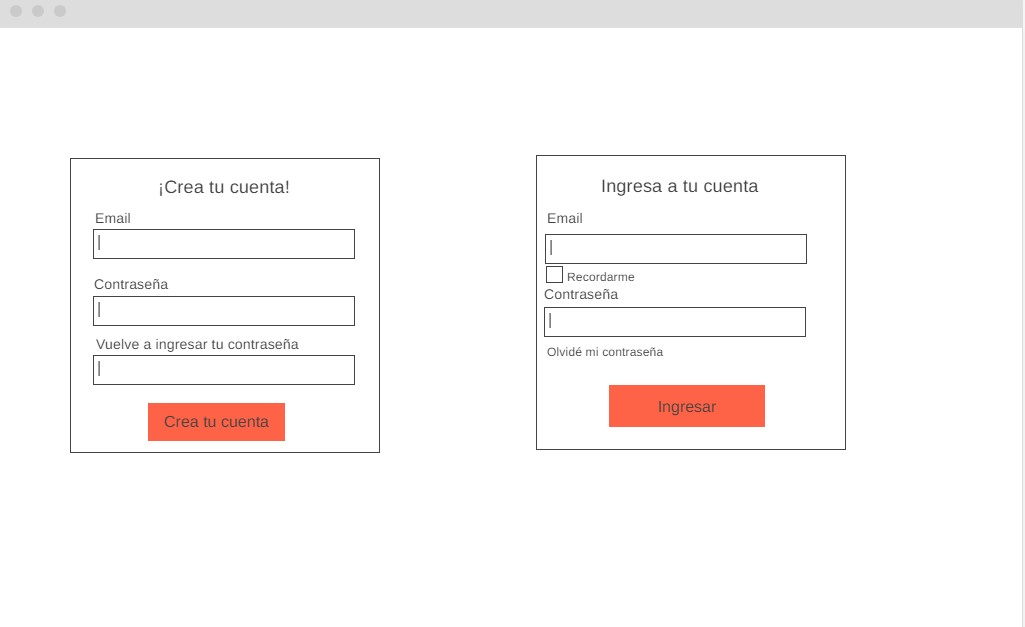 ¡Crea tu cuenta!
Email
Contraseña
Vuelve a ingresar tu contraseña
Crea tu cuenta
Ingresa a tu cuenta
Email
Recordarme
Contraseña
Olvidé mi contraseña
Ingresar